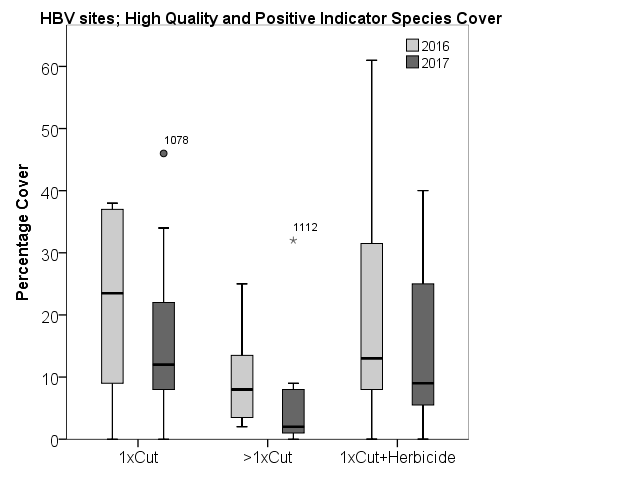 HBV sites; High Quality and Positive Indicator Species Cover
2016
2017
60
50
40
30
20
10
0
Percentage Cover
1078
1112
1xCut
>1xCut
1xCut+Herbicide